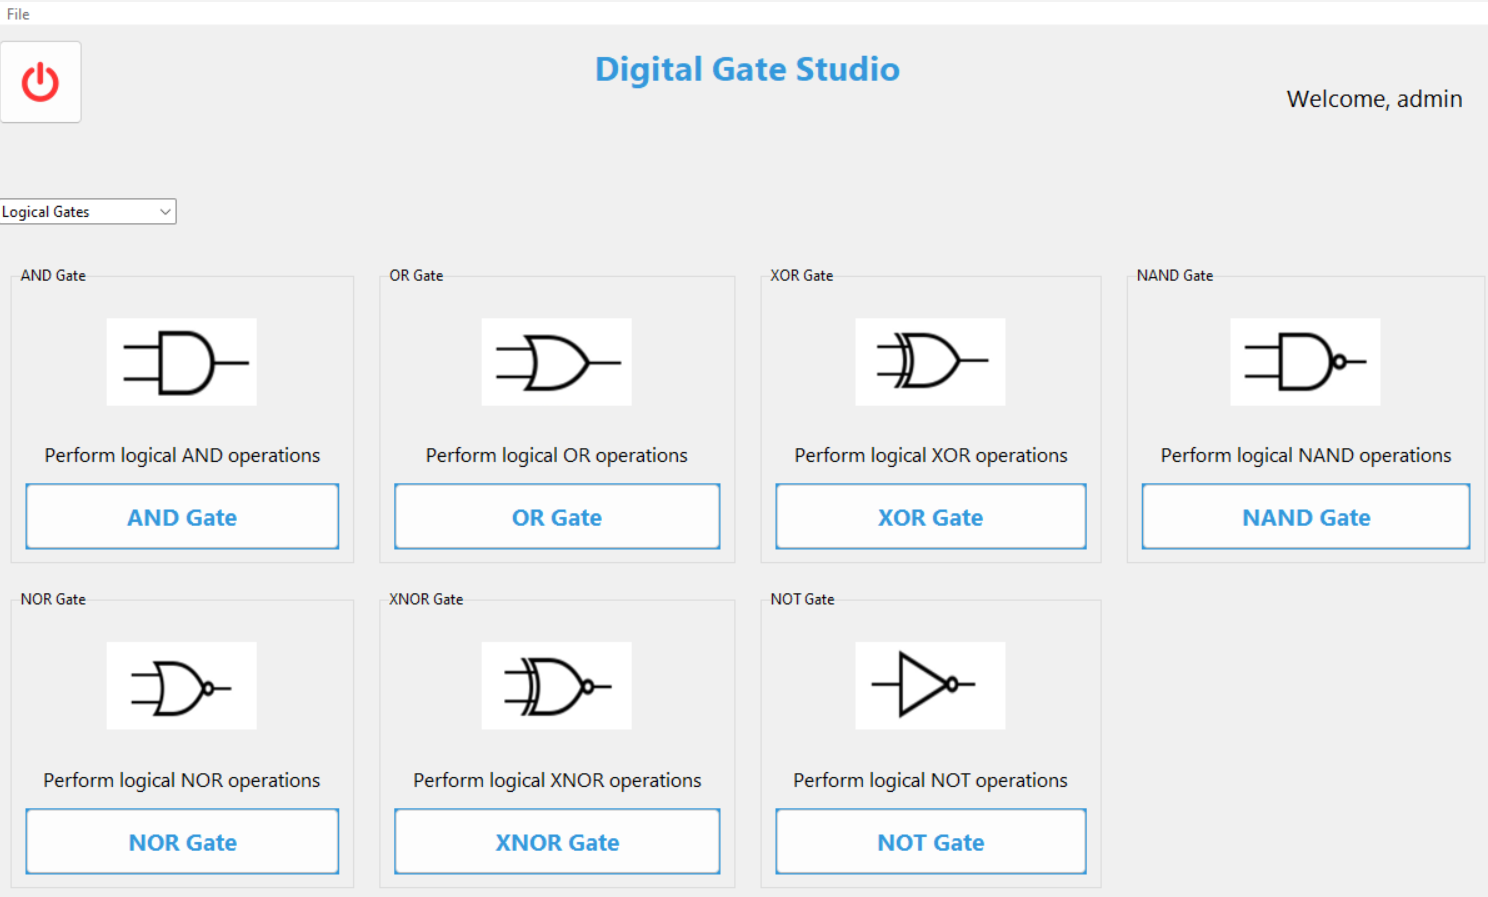 File
Digital Gate Studio
Welcome, admin
Logical Gates
AND Gate
OR Gate
XOR Gate
NAND Gate
Perform logical AND operations
Perform logical OR operations
Perform logical XOR operations
Perform logical NAND operations
AND Gate
OR Gate
XOR Gate
NAND Gate
NOR Gate
XNOR Gate
NOT Gate
Perform logical NOR operations
Perform logical XNOR operations
Perform logical NOT operations
NOR Gate
XNOR Gate
NOT Gate